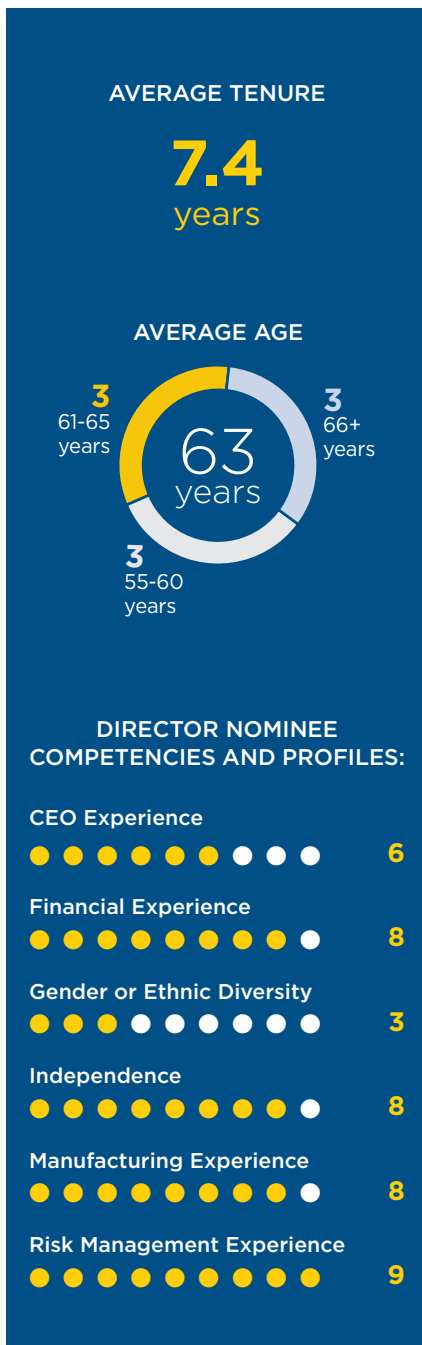 AVERAGE TENURE
7.4
years
AVERAGE AGE
3
61-65
years
63
years
3
66+
years
3
55-60
years
DIRECTOR NOMINEE
COMPETENCIES AND PROFILES:
CEO Experience
6
Financial Experience
8
Gender or Ethnic Diversity
3
Independence
8
Manufacturing Experience
8
Risk Management Experience
9